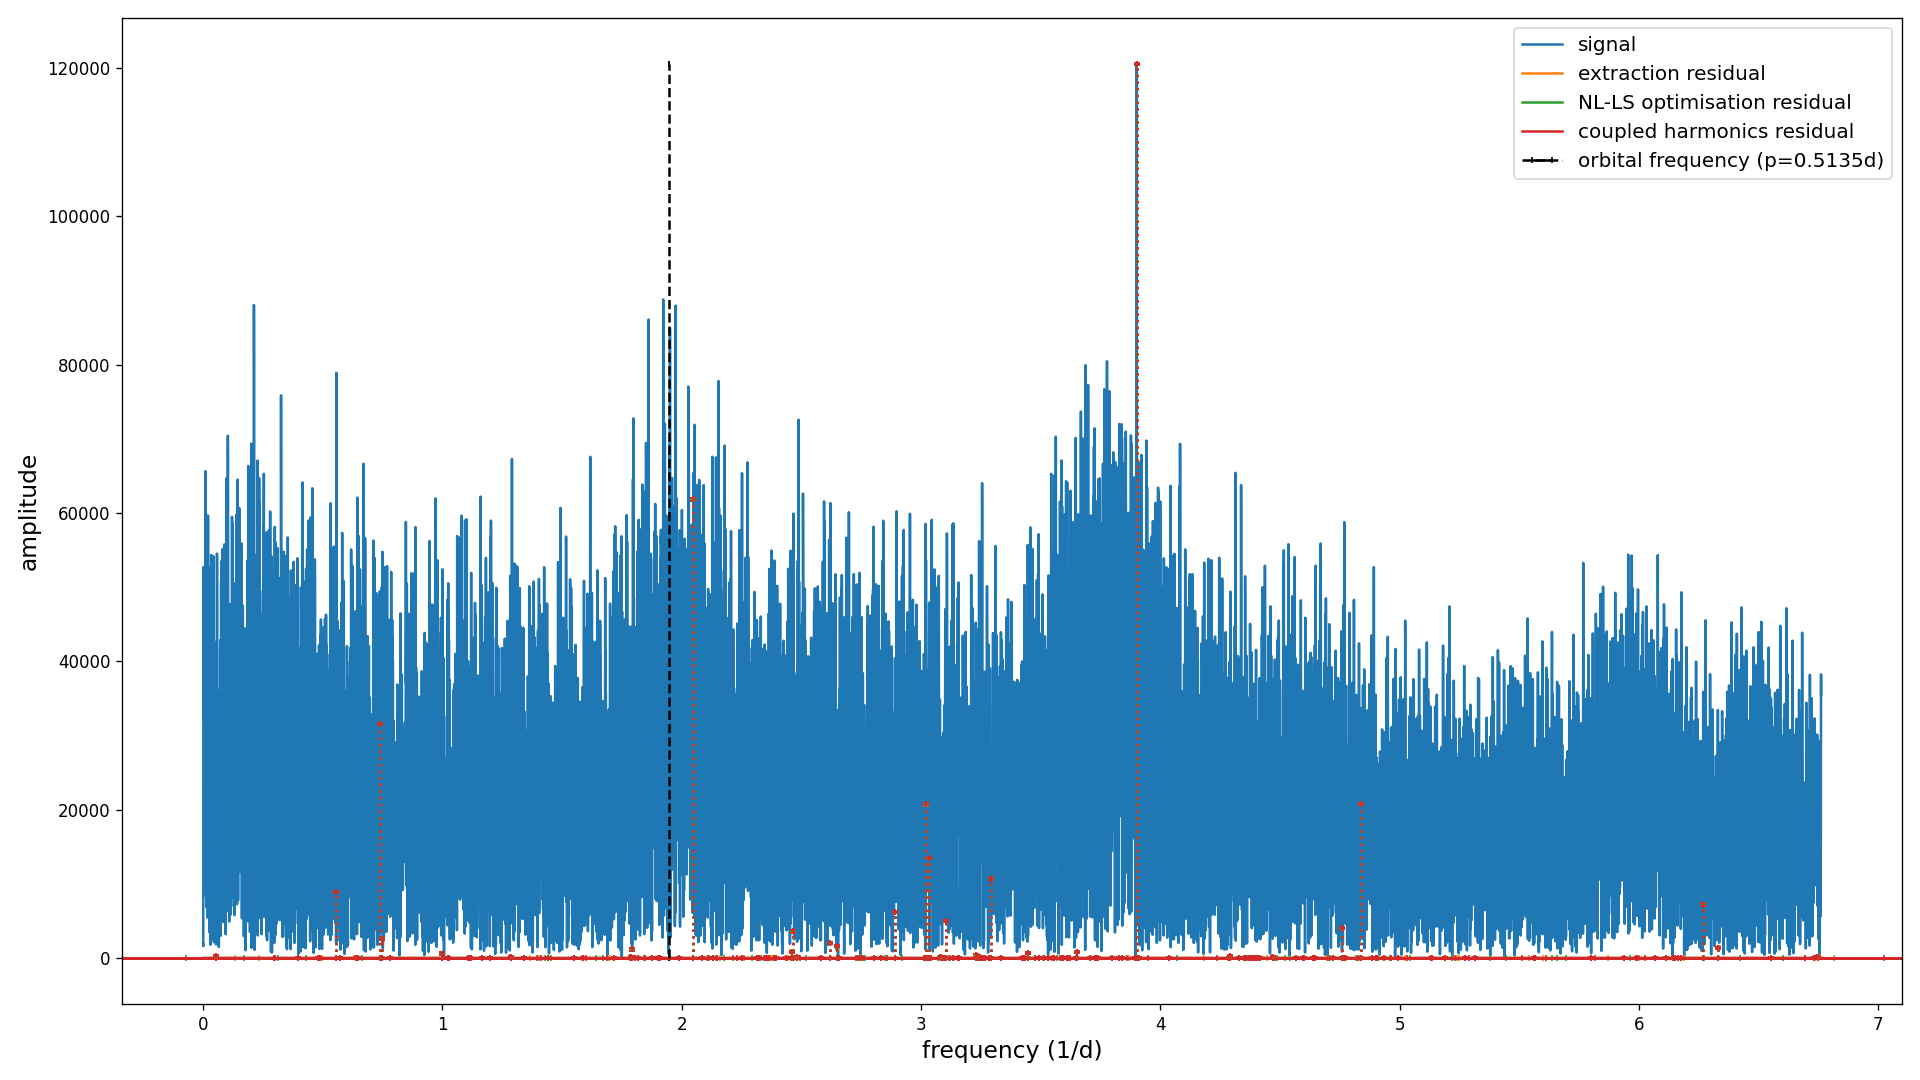 120000
100000
80000
60000
40000
20000
0
amplitude
0 1 2 3 4 5 6 7
frequency (1/d)
signal
extraction residual
NL-LS optimisation residual
coupled harmonics residual
orbital frequency (p=0.5135d)